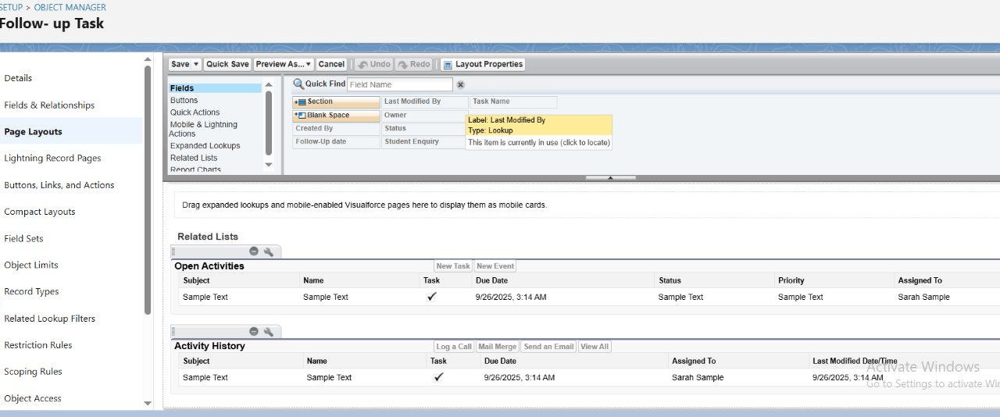 SETUP > OBJECT MANAGER
Follow- up Task
Details
Fields & Relationships
Page Layouts
Lightning Record Pages
Buttons, Links, and Actions
Compact Layouts
Field Sets
Object Limits
Record Types
Related Lookup Filters
Restriction Rules
Scoping Rules
Object Access
Save Quick Save Preview As... Cancel Undo Redo Layout Properties
Fields
Buttons
Quick Actions
Mobile & Lightning
Actions
Expanded Lookups
Related Lists
Report Charts
Quick Find Field Name
Section Last Modified By Task Name
Blank Space Owner
Created By Status
Follow-Up date Student Enquiry
Label: Last Modified By
Type: Lookup
This item is currently in use (click to locate)
Drag expanded lookups and mobile-enabled Visualforce pages here to display them as mobile cards.
Related Lists
Open Activities New Task New Event
Subject Name Task Due Date Status Priority Assigned To
Sample Text Sample Text 9/26/2025, 3:14 AM Sample Text Sample Text Sarah Sample
Activity History Log a Call Mail Merge Send an Email View All
Subject Name Task Due Date Assigned To Last Modified Date/Time
Sample Text Sample Text 9/26/2025, 3:14 AM Sarah Sample 9/26/2025, 3:14 AM
Activate Windows
Go to Settings to activate Wi